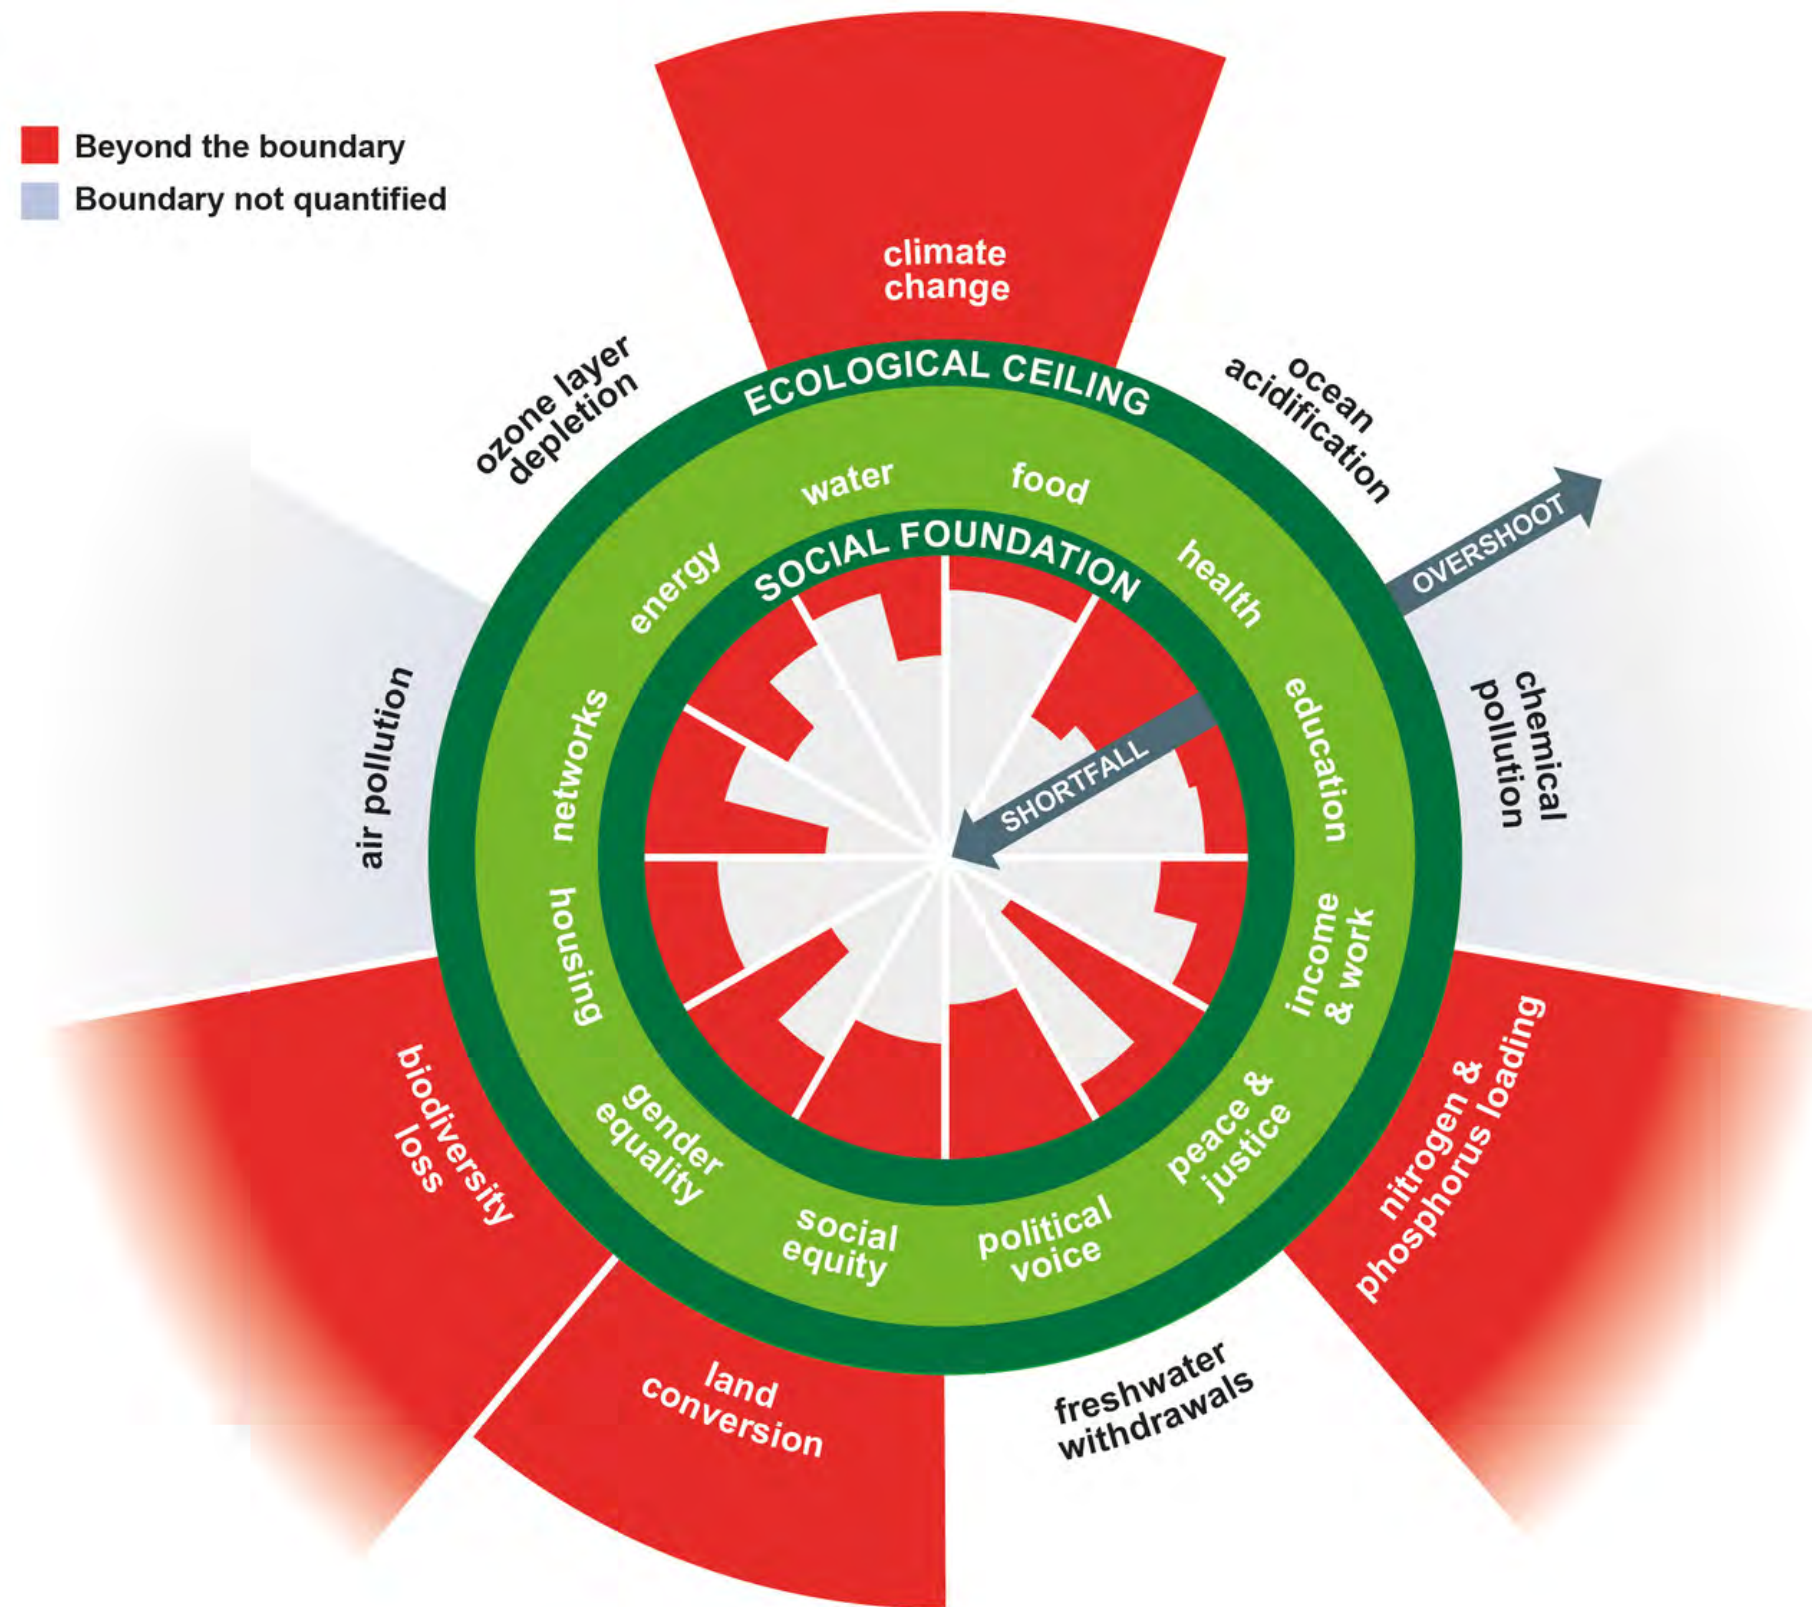 Beyond the boundary
Boundary not quantified
climate
change
ozone layer
depletion
ocean
acidification
ECOLOGICAL CEILING
water
food
energy
health
SOCIAL FOUNDATION
OVERSHOOT
SHORTFALL
networks
education
air pollution
chemical
pollution
housing
income
& work
biodiversity
loss
nitrogen &
phosphorus loading
gender
equality
peace &
justice
social
equity
political
voice
land
conversion
freshwater
withdrawals